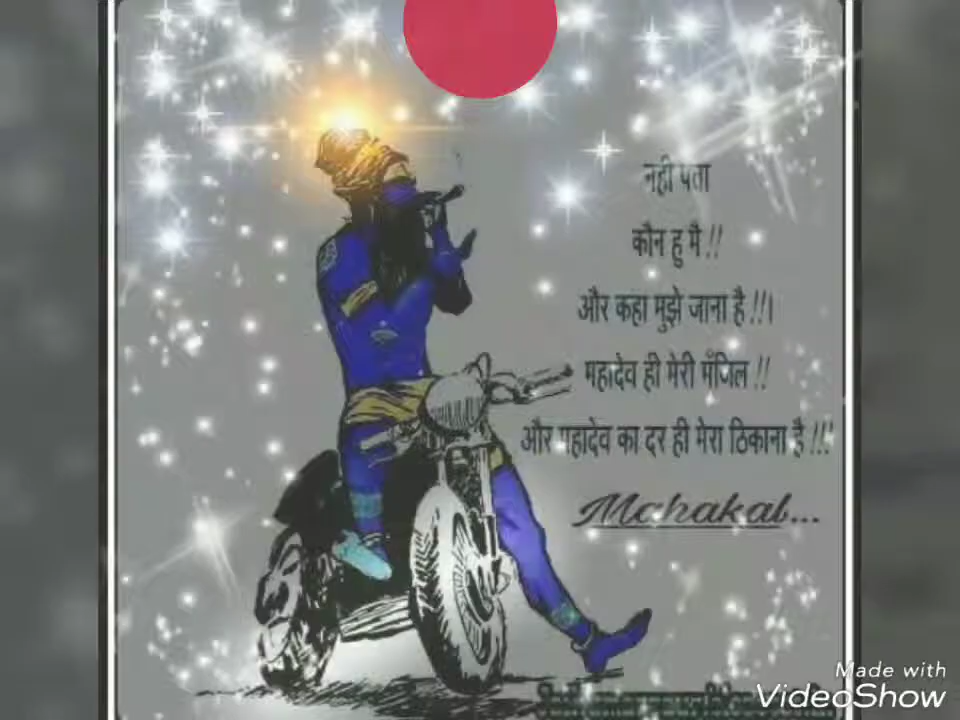 नही पता
कौन हु मै !!
और कहा मुझे जाना है !!।
महादेव ही मेरी मंजिल !!
और महादेव का दर ही मेरा ठिकाना है !!!
Mahakal...
Made with
VideoShow